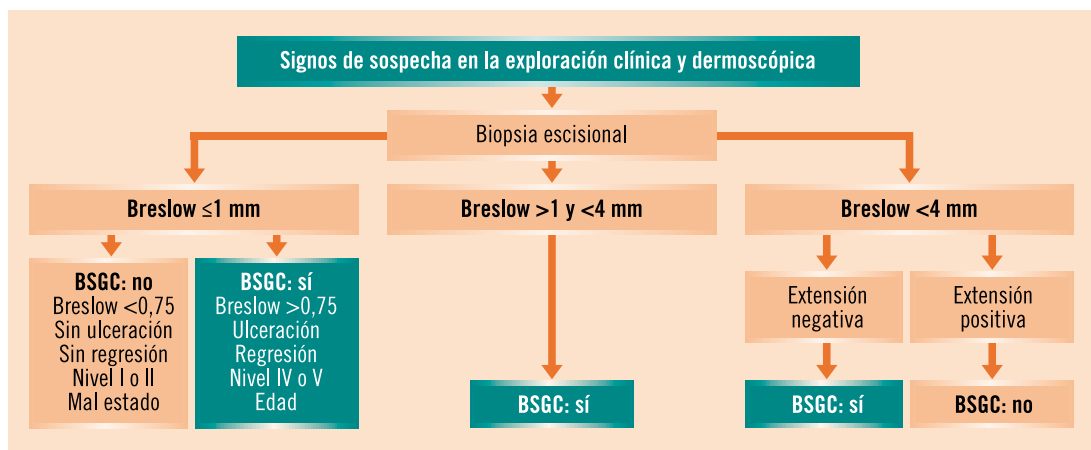 Signos de sospecha en la exploración clínica y dermoscópica
Biopsia escisional
Breslow ≤1 mm
Breslow >1 y <4 mm
Breslow <4 mm
BSGC: no
Breslow <0,75
Sin ulceración
Sin regresión
Nivel I o II
Mal estado
BSGC: sí
Breslow >0,75
Ulceración
Regresión
Nivel IV o V
Edad
Extensión
negativa
Extensión
positiva
BSGC: sí
BSGC: sí
BSGC: no